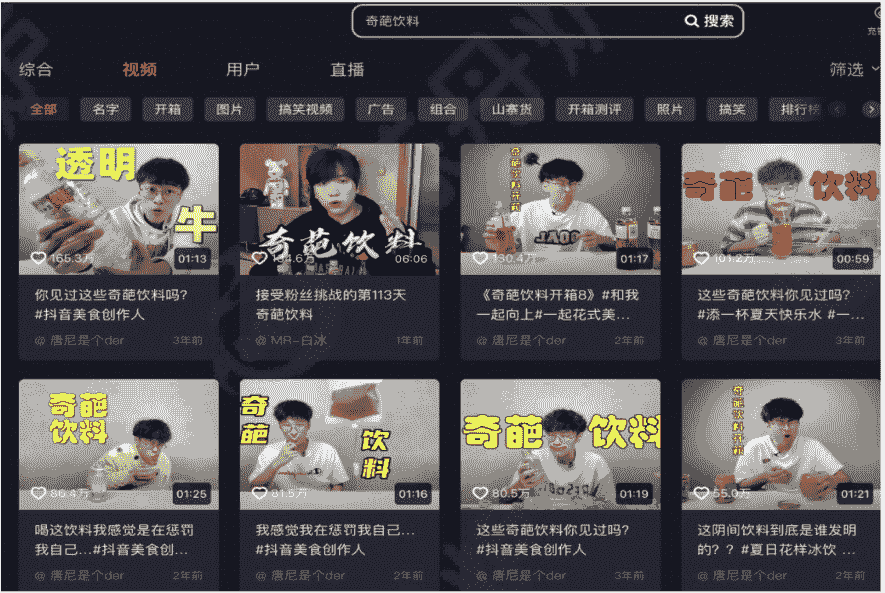 奇葩饮料
搜索
综合
视频
用户
直播
筛选
全部
名字
开箱
图片
搞笑视频
广告
组合
山寨货
开箱测评
照片
搞笑
排行榜
透明
牛
165.3万
01:13
你见过这些奇葩饮料吗?
#抖音美食创作人
@ 唐尼是个der
3年前
奇葩饮料
06:06
接受粉丝挑战的第113天
奇葩饮料
@ MR-白冰
1年前
奇葩饮料开箱
130.4万
01:17
《奇葩饮料开箱8》#和我
一起向上#一起花式美...
@ 唐尼是个der
2年前
奇葩 饮料
101.2万
00:59
这些奇葩饮料你见过吗?
#添一杯夏天快乐水 #一...
@ 唐尼是个der
3年前
奇葩
饮料
86.4万
01:25
喝这饮料我感觉是在惩罚
我自己...#抖音美食创...
@ 唐尼是个der
2年前
奇葩
饮料
81.5万
01:16
我感觉我在惩罚我自己...
#抖音美食创作人
@ 唐尼是个der
2年前
奇葩 饮料
80.5万
01:19
这些奇葩饮料你见过吗?
#抖音美食创作人
@ 唐尼是个der
3年前
奇葩饮料开箱
55.0万
01:21
这阴间饮料到底是谁发明
的？？#夏日花样冰饮 ...
@ 唐尼是个der
2年前